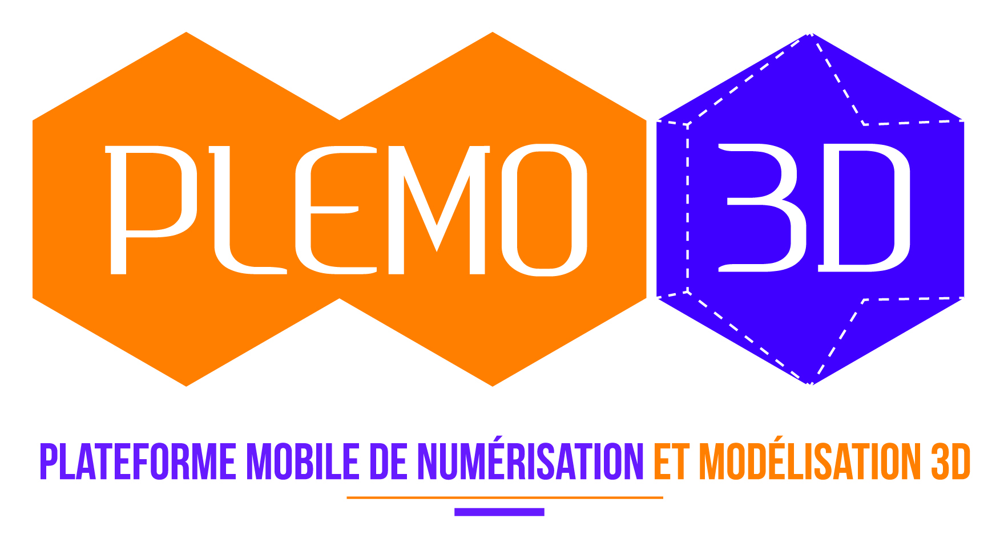 PLEMO 3D
PLATEFORME MOBILE DE NUMÉRISATION ET MODÉLISATION 3D